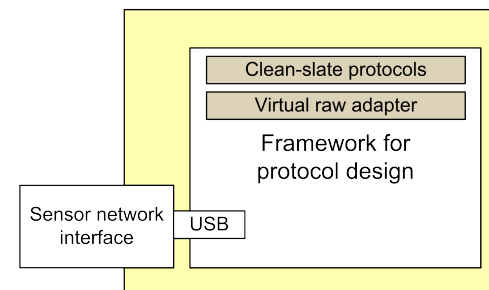 Clean-slate protocols
Virtual raw adapter
Framework for
protocol design
Sensor network
interface
USB